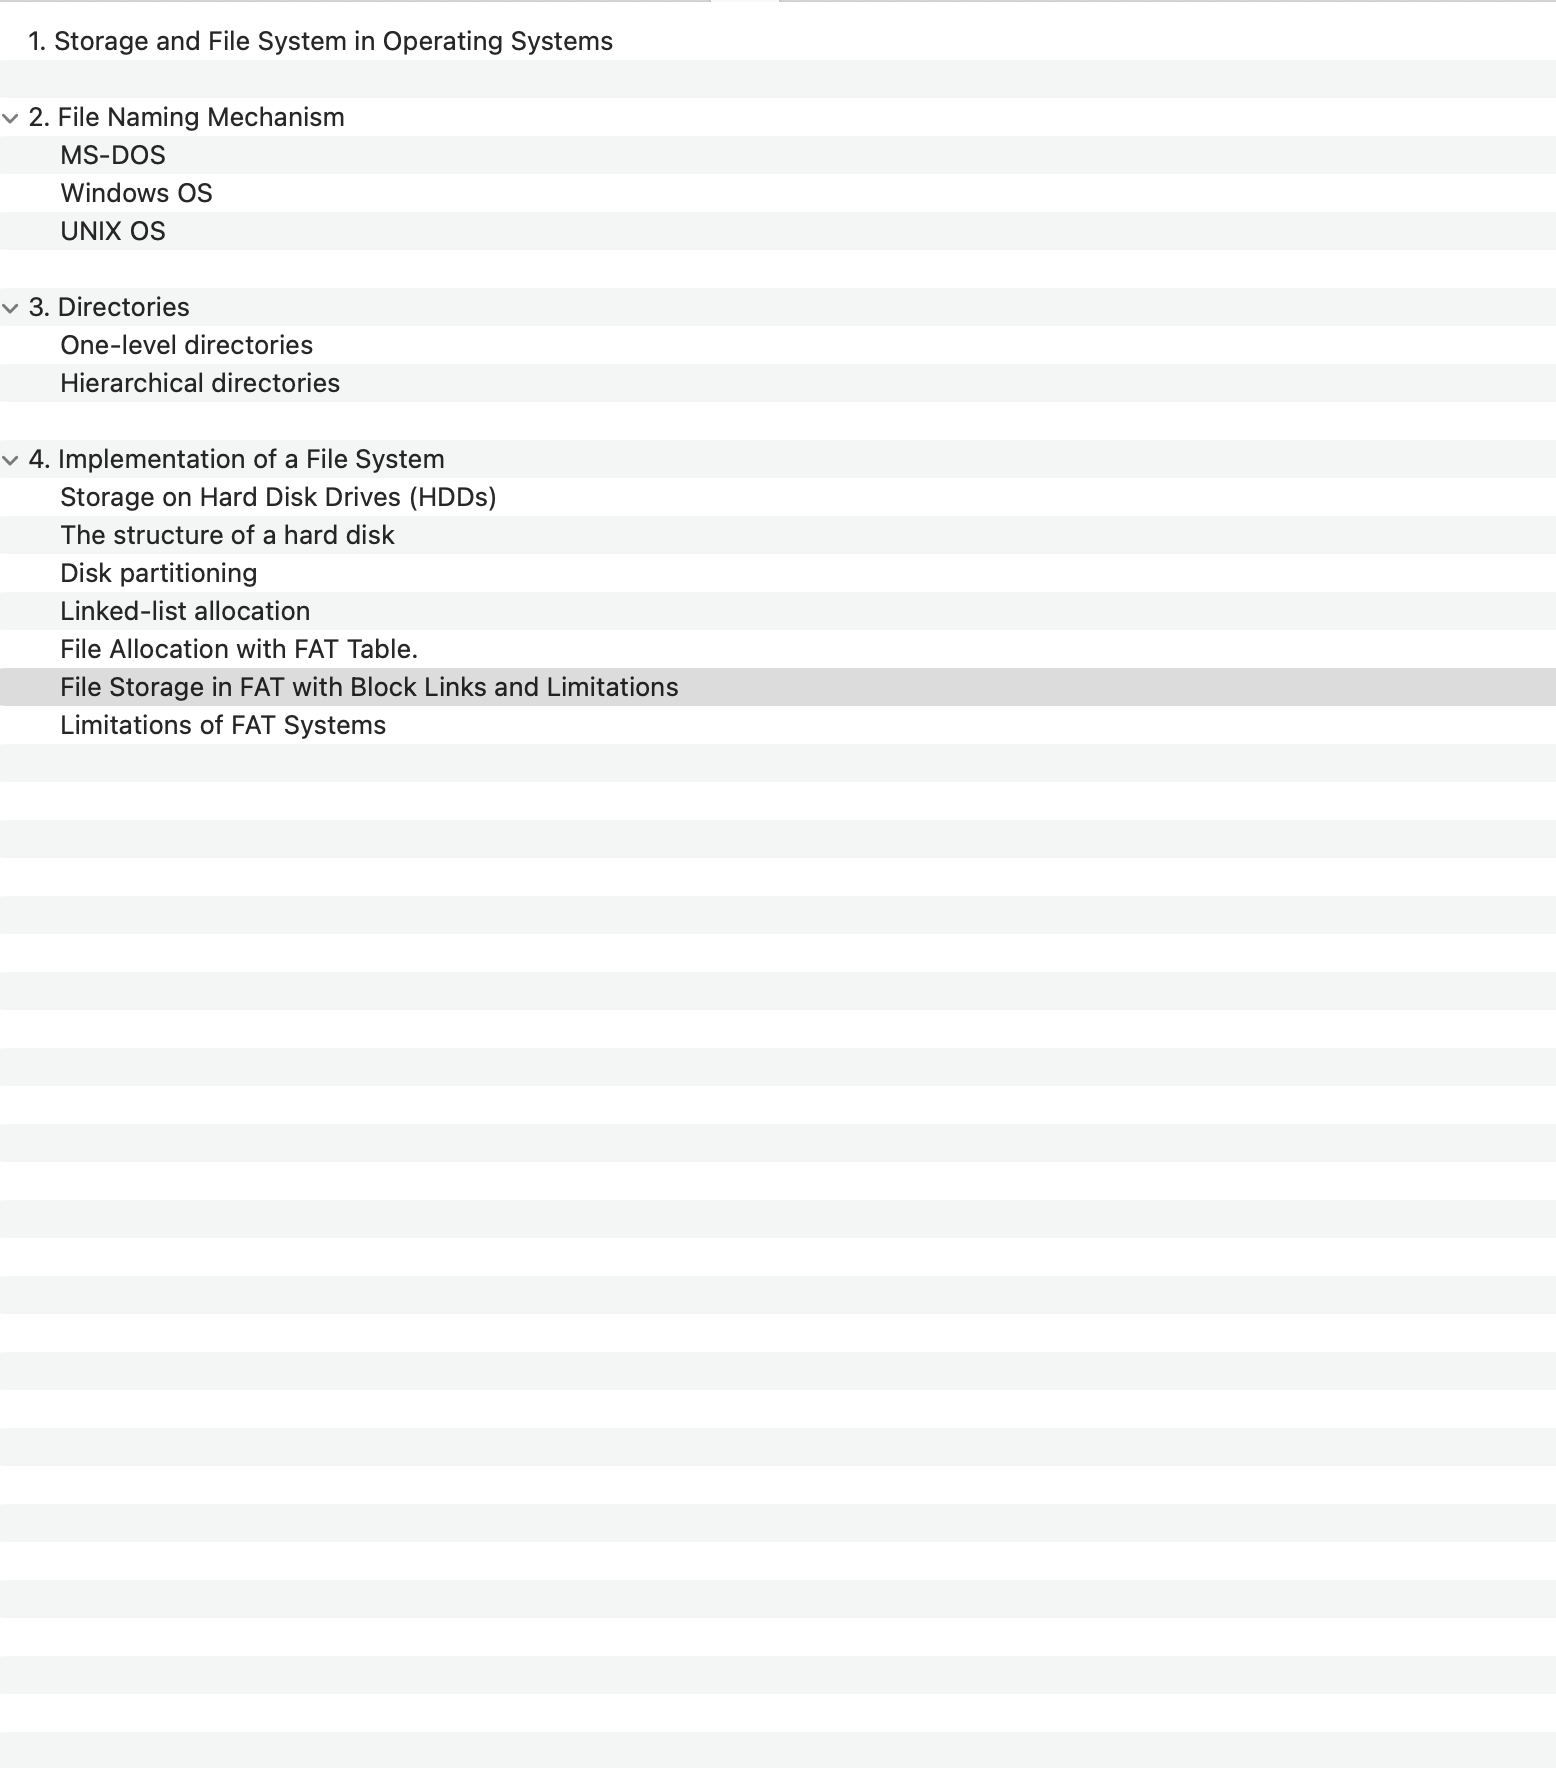 1. Storage and File System in Operating Systems
2. File Naming Mechanism
MS-DOS
Windows OS
UNIX OS
3. Directories
One-level directories
Hierarchical directories
4. Implementation of a File System
Storage on Hard Disk Drives (HDDs)
The structure of a hard disk
Disk partitioning
Linked-list allocation
File Allocation with FAT Table.
File Storage in FAT with Block Links and Limitations
Limitations of FAT Systems